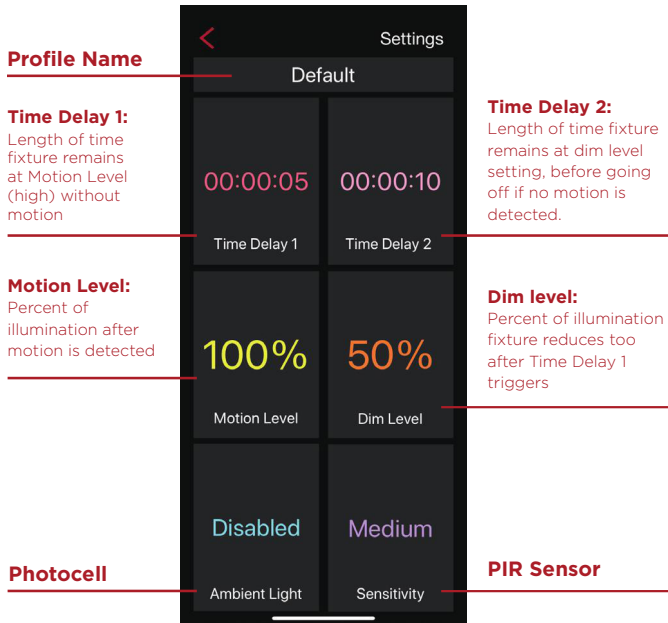 Settings
Profile Name
Default
Time Delay 1:
Length of time
fixture remains
at Motion Level
(high) without
motion
00:00:05
Time Delay 1
00:00:10
Time Delay 2
Time Delay 2:
Length of time fixture
remains at dim level
setting, before going
off if no motion is
detected.
Motion Level:
Percent of
illumination after
motion is detected
100%
Motion Level
50%
Dim Level
Dim level:
Percent of illumination
fixture reduces too
after Time Delay 1
triggers
Disabled
Ambient Light
Medium
Sensitivity
Photocell
PIR Sensor